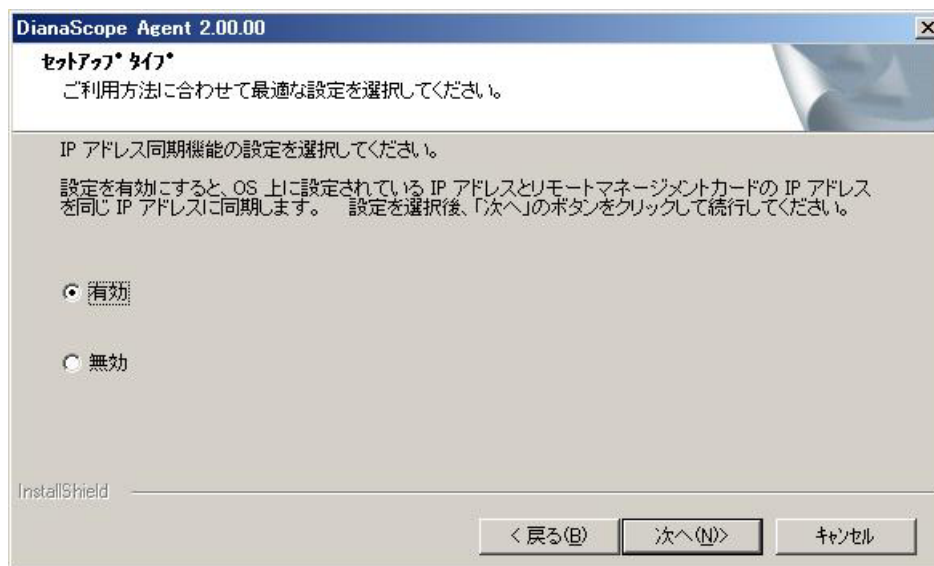 DianaScope Agent 2.00.00
ｾｯﾄｱｯﾌﾟ ﾀｲﾌﾟ
ご利用方法に合わせて最適な設定を選択してください。
IP アドレス同期機能の設定を選択してください。
設定を有効にすると、OS 上に設定されている IP アドレスとリモートマネージメントカードの IP アドレス
を同じ IP アドレスに同期します。 設定を選択後、「次へ」のボタンをクリックして続行してください。
有効
無効
InstallShield
< 戻る(B)
次へ(N)>
ｷｬﾝｾﾙ